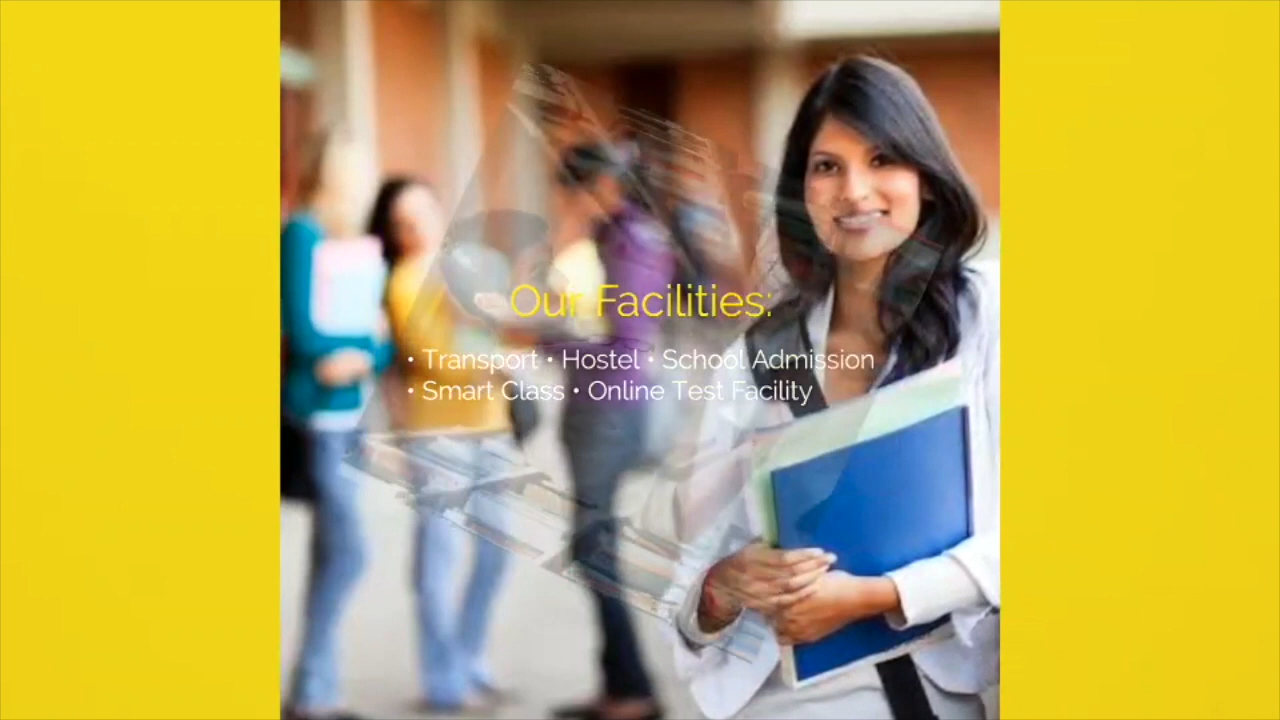 Our Facilities:
• Transport • Hostel • School Admission
• Smart Class • Online Test Facility